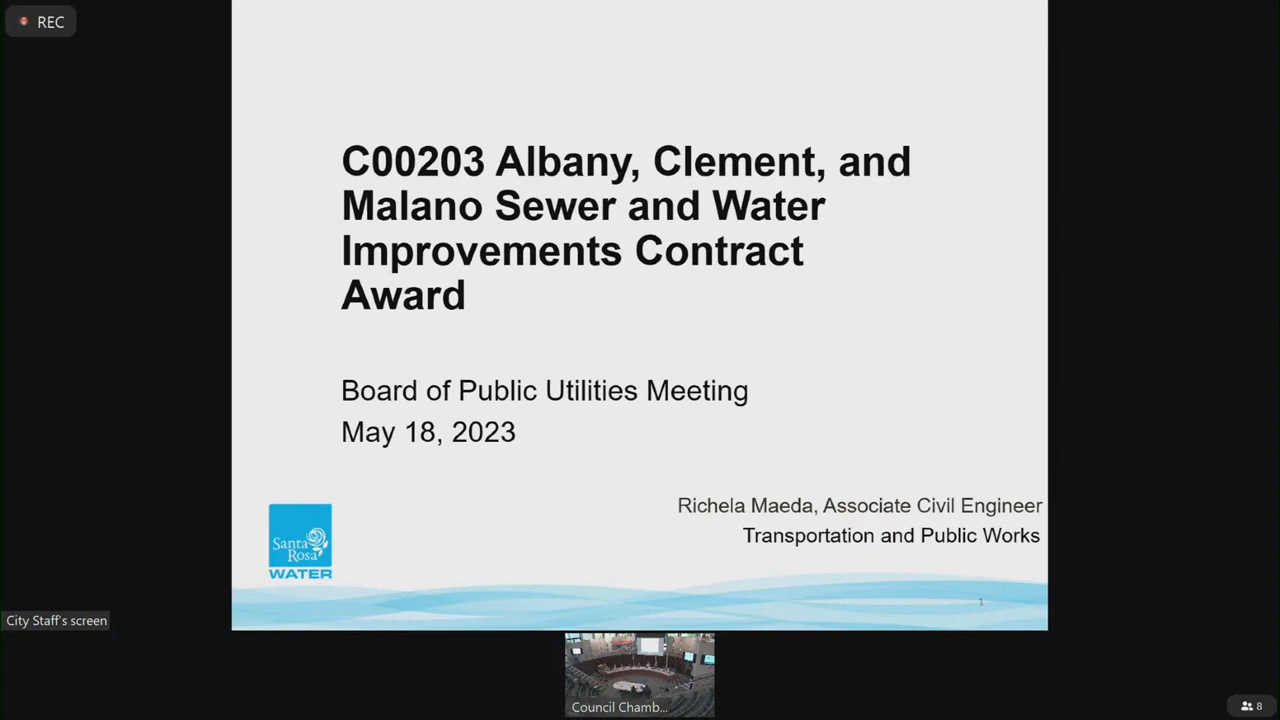 REC
C00203 Albany, Clement, and
Malano Sewer and Water
Improvements Contract
Award
Board of Public Utilities Meeting
May 18, 2023
Richela Maeda, Associate Civil Engineer
Transportation and Public Works
Santa
Rosa
WATER
1
City Staff's screen
Council Chamb...
8